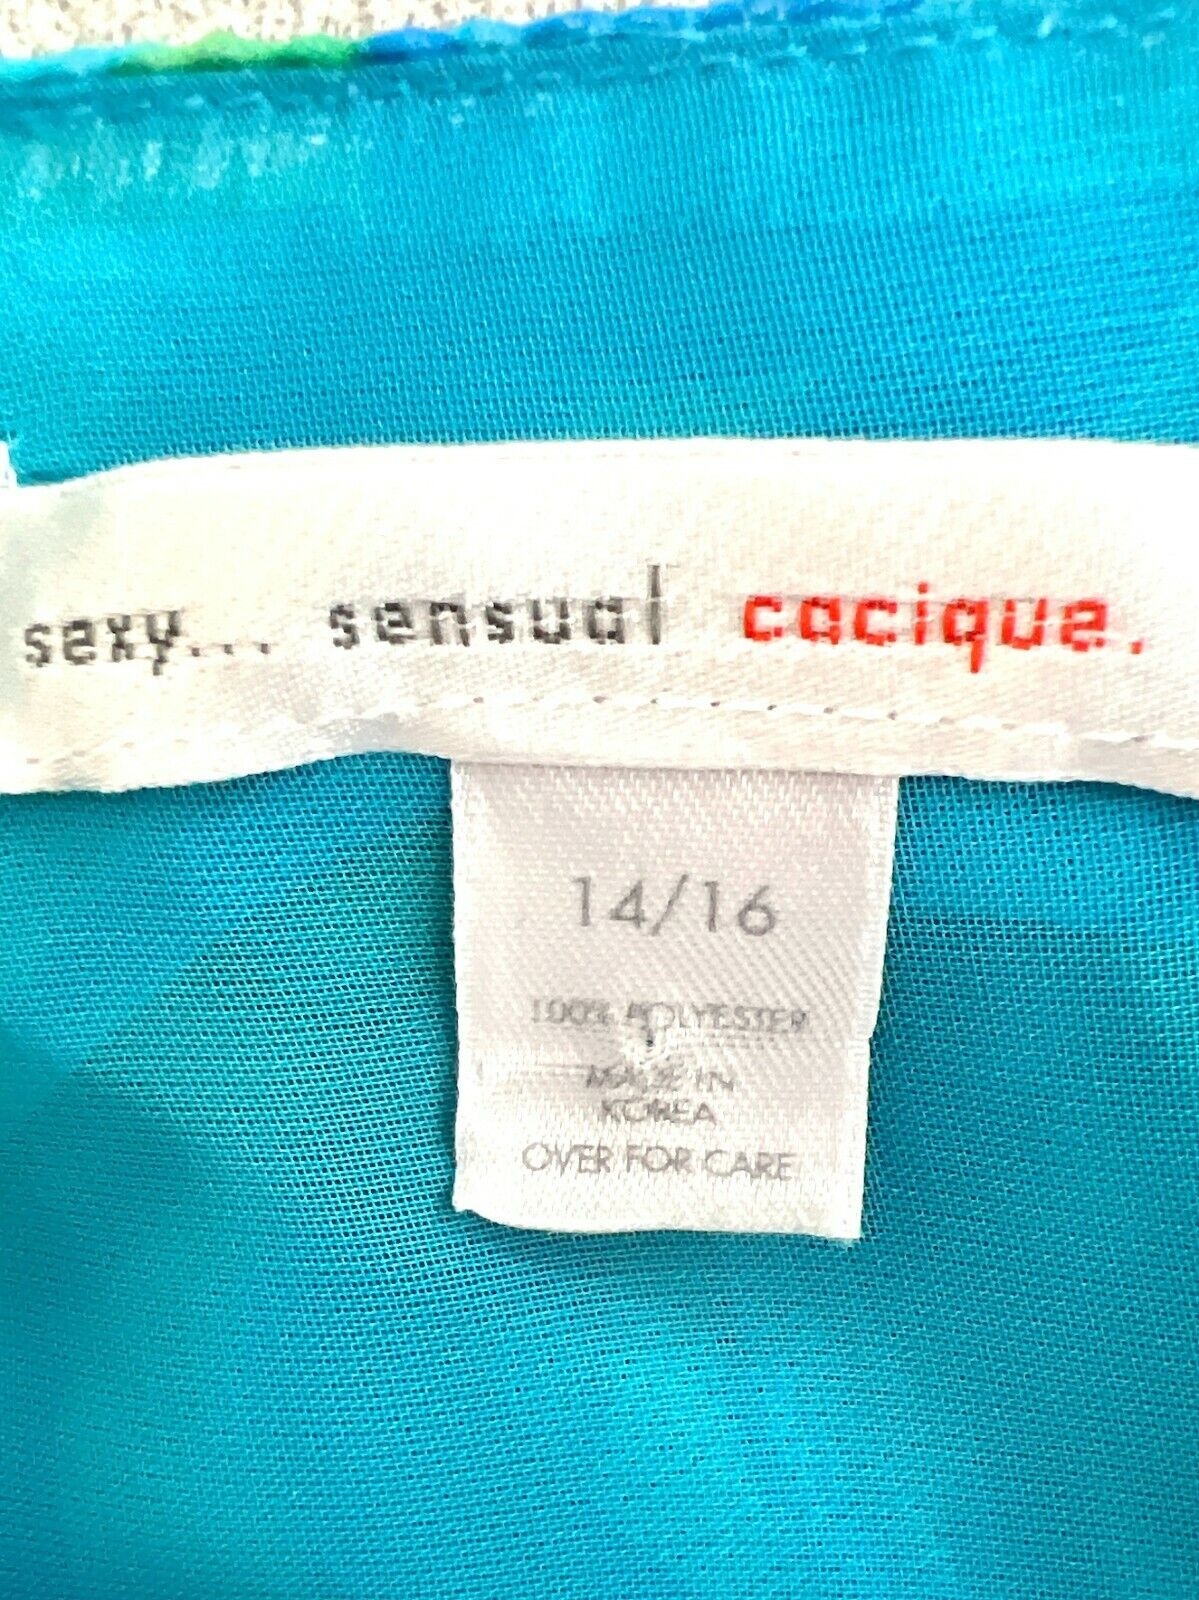 sexy... sensual cacique.
14/16
100% POLYESTER
MADE IN
KOREA
OVER FOR CARE